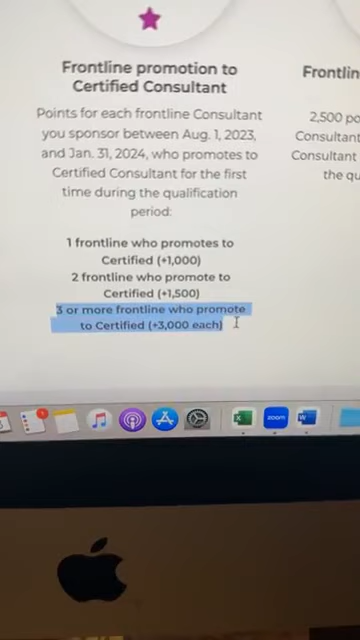 Frontline promotion to
Certified Consultant
Points for each frontline Consultant
you sponsor between Aug. 1, 2023,
and Jan. 31, 2024, who promotes to
Certified Consultant for the first
time during the qualification
period:
1 frontline who promotes to
Certified (+1,000)
2 frontline who promote to
Certified (+1,500)
3 or more frontline who promote
to Certified (+3,000 each)
Frontlin
2,500 po
Consultant
Consultant
the qu
1
zoom